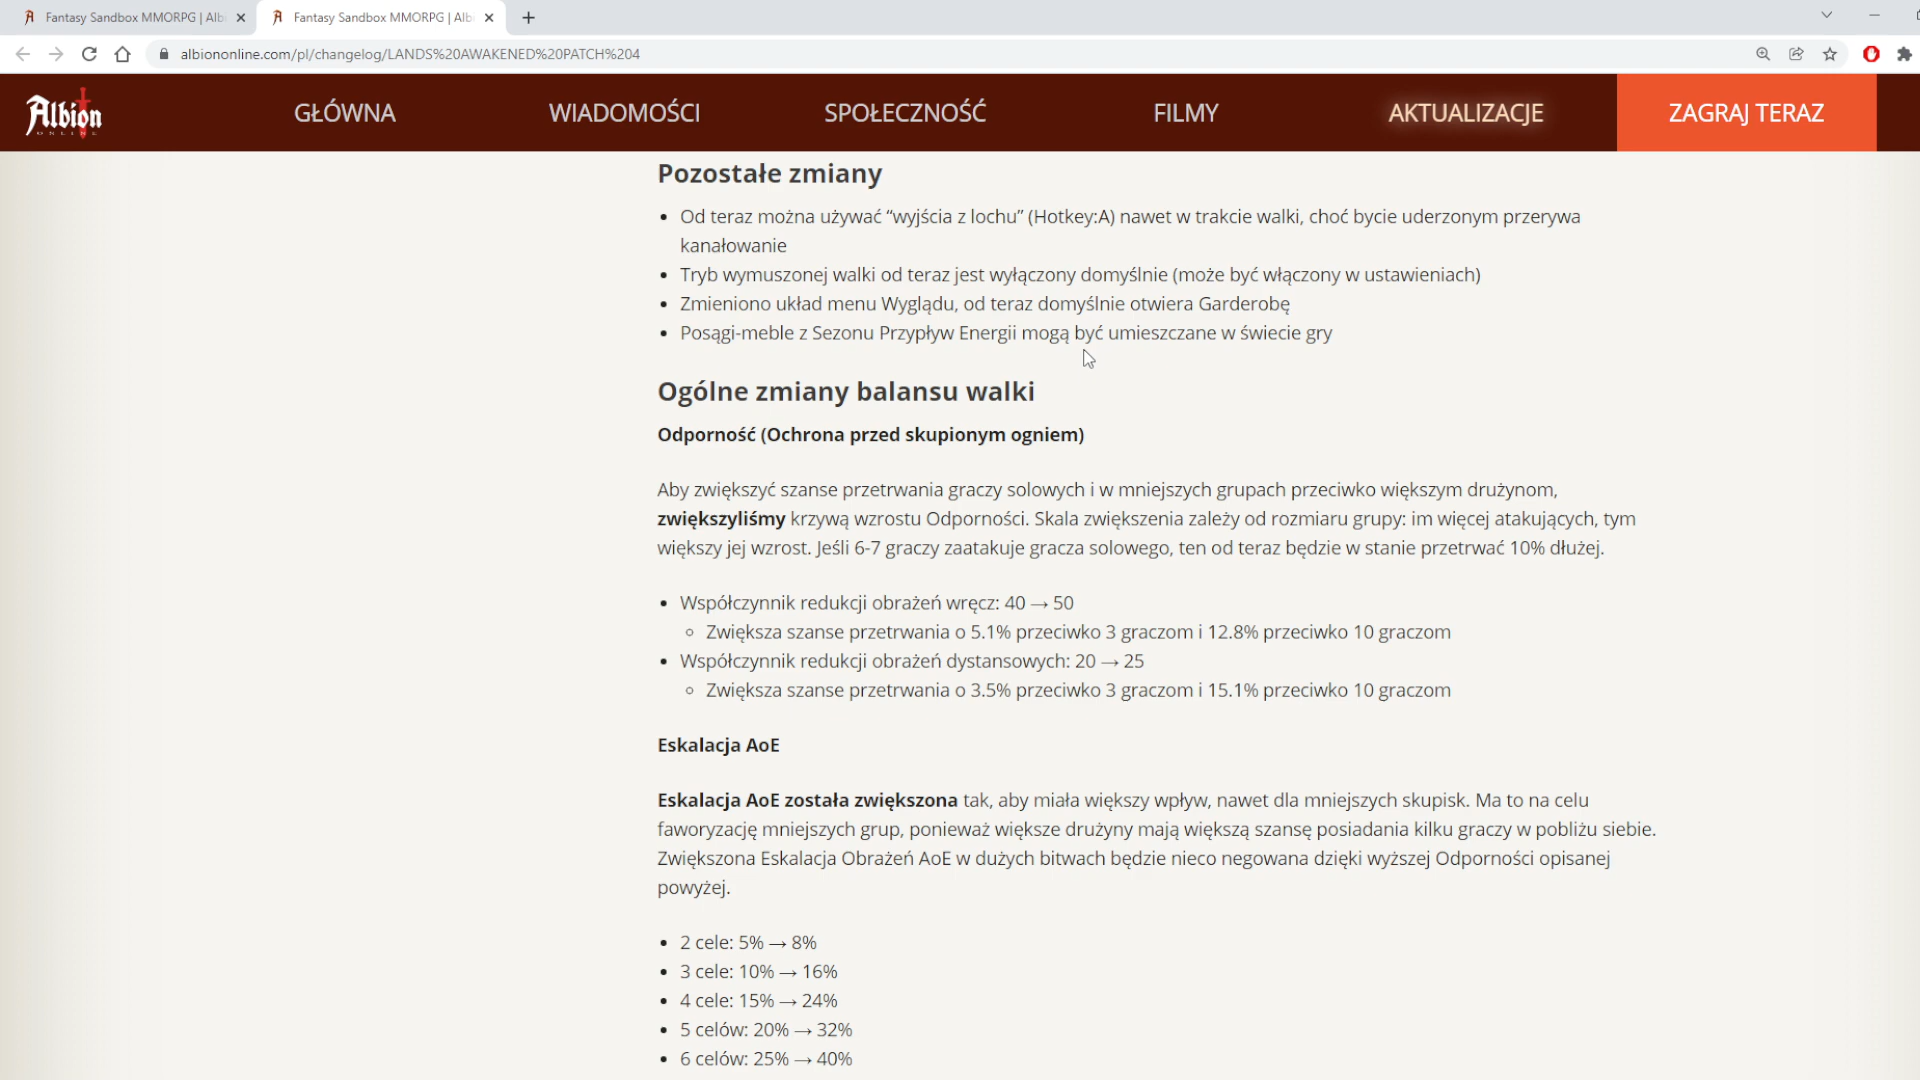 Fantasy Sandbox MMORPG | Alb
Fantasy Sandbox MMORPG | Alb
albiononline.com/pl/changelog/LANDS%20AWAKENED%20PATCH%204
Albion
ONLINE
GŁÓWNA
WIADOMOŚCI
SPOŁECZNOŚĆ
FILMY
AKTUALIZACJE
ZAGRAJ TERAZ
Pozostałe zmiany
• Od teraz można używać “wyjścia z lochu” (Hotkey:A) nawet w trakcie walki, choć bycie uderzonym przerywa
kanałowanie
• Tryb wymuszonej walki od teraz jest wyłączony domyślnie (może być włączony w ustawieniach)
• Zmieniono układ menu Wyglądu, od teraz domyślnie otwiera Garderobę
• Posągi-meble z Sezonu Przypływ Energii mogą być umieszczane w świecie gry
Ogólne zmiany balansu walki
Odporność (Ochrona przed skupionym ogniem)
Aby zwiększyć szanse przetrwania graczy solowych i w mniejszych grupach przeciwko większym drużynom,
zwiększyliśmy krzywą wzrostu Odporności. Skala zwiększenia zależy od rozmiaru grupy: im więcej atakujących, tym
większy jej wzrost. Jeśli 6-7 graczy zaatakuje gracza solowego, ten od teraz będzie w stanie przetrwać 10% dłużej.
• Współczynnik redukcji obrażeń wręcz: 40 → 50
○ Zwiększa szanse przetrwania o 5.1% przeciwko 3 graczom i 12.8% przeciwko 10 graczom
• Współczynnik redukcji obrażeń dystansowych: 20 → 25
○ Zwiększa szanse przetrwania o 3.5% przeciwko 3 graczom i 15.1% przeciwko 10 graczom
Eskalacja AoE
Eskalacja AoE została zwiększona tak, aby miała większy wpływ, nawet dla mniejszych skupisk. Ma to na celu
faworyzację mniejszych grup, ponieważ większe drużyny mają większą szansę posiadania kilku graczy w pobliżu siebie.
Zwiększona Eskalacja Obrażeń AoE w dużych bitwach będzie nieco negowana dzięki wyższej Odporności opisanej
powyżej.
• 2 cele: 5% → 8%
• 3 cele: 10% → 16%
• 4 cele: 15% → 24%
• 5 celów: 20% → 32%
• 6 celów: 25% → 40%